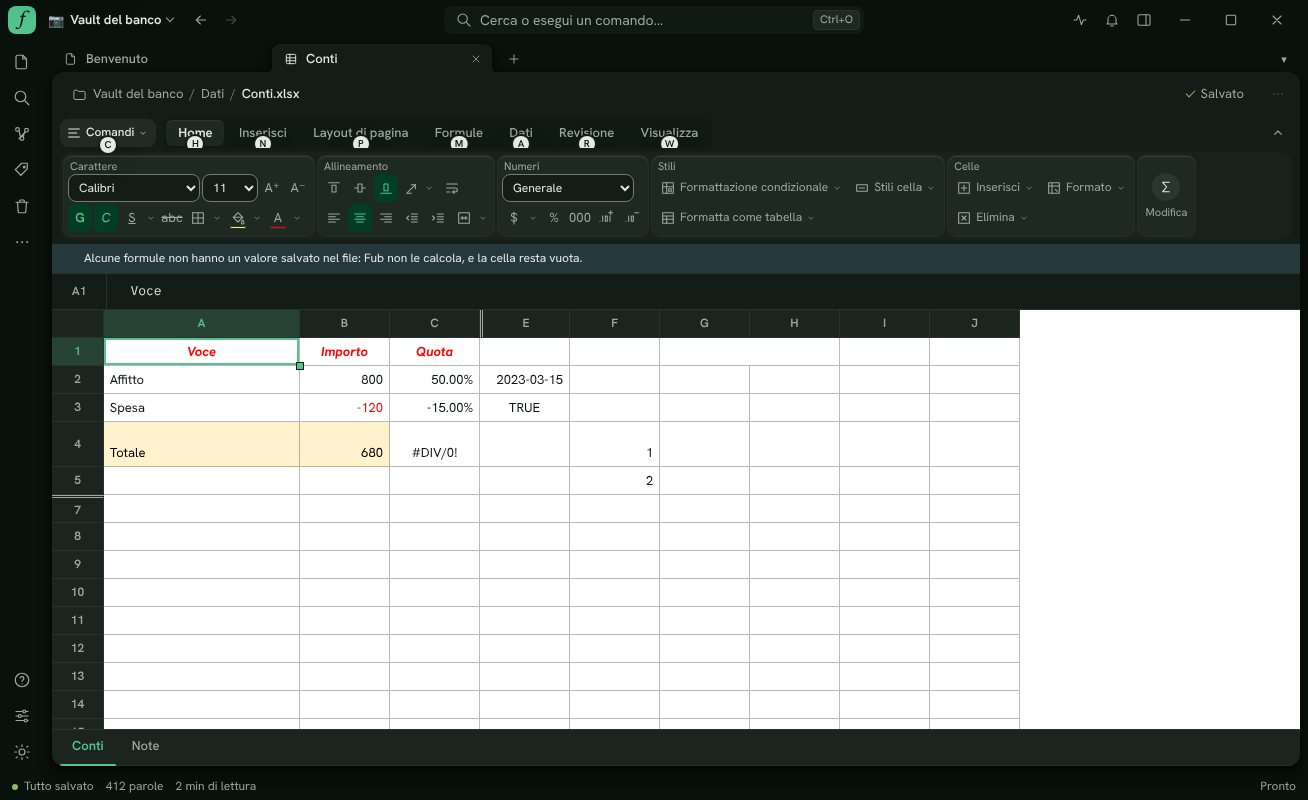 Vault del banco
Cerca o esegui un comando...
Ctrl+O
Benvenuto
Conti
Vault del banco / Dati / Conti.xlsx
Salvato
Comandi
Home
Inserisci
Layout di pagina
Formule
Dati
Revisione
Visualizza
C
H
N
P
M
A
R
W
Carattere
Allineamento
Numeri
Stili
Celle
Calibri
11
A+
A−
Generale
Formattazione condizionale
Stili cella
Inserisci
Formato
Σ
Modifica
G
C
S
abc
A
$
%
000
Formatta come tabella
Elimina
Alcune formule non hanno un valore salvato nel file: Fub non le calcola, e la cella resta vuota.
A1
Voce
A B C E F G H I J
1 Voce Importo Quota
2 Affitto 800 50.00% 2023-03-15
3 Spesa -120 -15.00% TRUE
4 Totale 680 #DIV/0! 1
5 2
7
8
9
10
11
12
13
14
Conti
Note
Tutto salvato
412 parole
2 min di lettura
Pronto